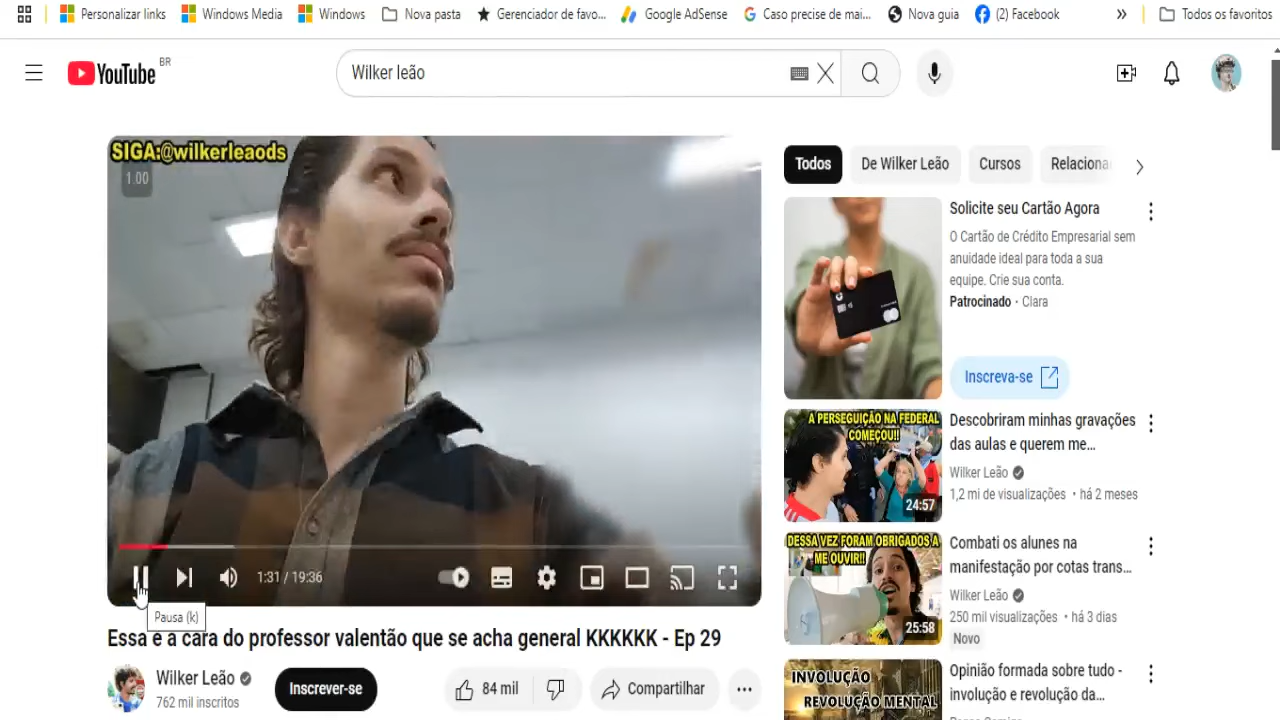 Personalizar links
Windows Media
Windows
Nova pasta
Gerenciador de favo...
Google AdSense
Caso precise de mai...
Nova guia
(2) Facebook
»
Todos os favoritos
YouTube BR
Wilker leão
SIGA:@wilkerleaods
1.00
1:31 / 19:36
Pausa (k)
Essa é a cara do professor valentão que se acha general KKKKKK - Ep 29
Wilker Leão
762 mil inscritos
Inscrever-se
84 mil
Compartilhar
Todos
De Wilker Leão
Cursos
Solicite seu Cartão Agora
O Cartão de Crédito Empresarial sem
anuidade ideal para toda a sua
equipe. Crie sua conta.
Patrocinado · Clara
Inscreva-se
A PERSEGUIÇÃO NA FEDERAL
COMEÇOU!!
24:57
Descobriram minhas gravações
das aulas e querem me...
Wilker Leão
1,2 mi de visualizações · há 2 meses
DESSA VEZ FORAM OBRIGADOS A
ME OUVIR!!
25:58
Combati os alunes na
manifestação por cotas trans...
Wilker Leão
250 mil visualizações · há 3 dias
Novo
INVOLUÇÃO
REVOLUÇÃO MENTAL
Opinião formada sobre tudo -
involução e revolução da...